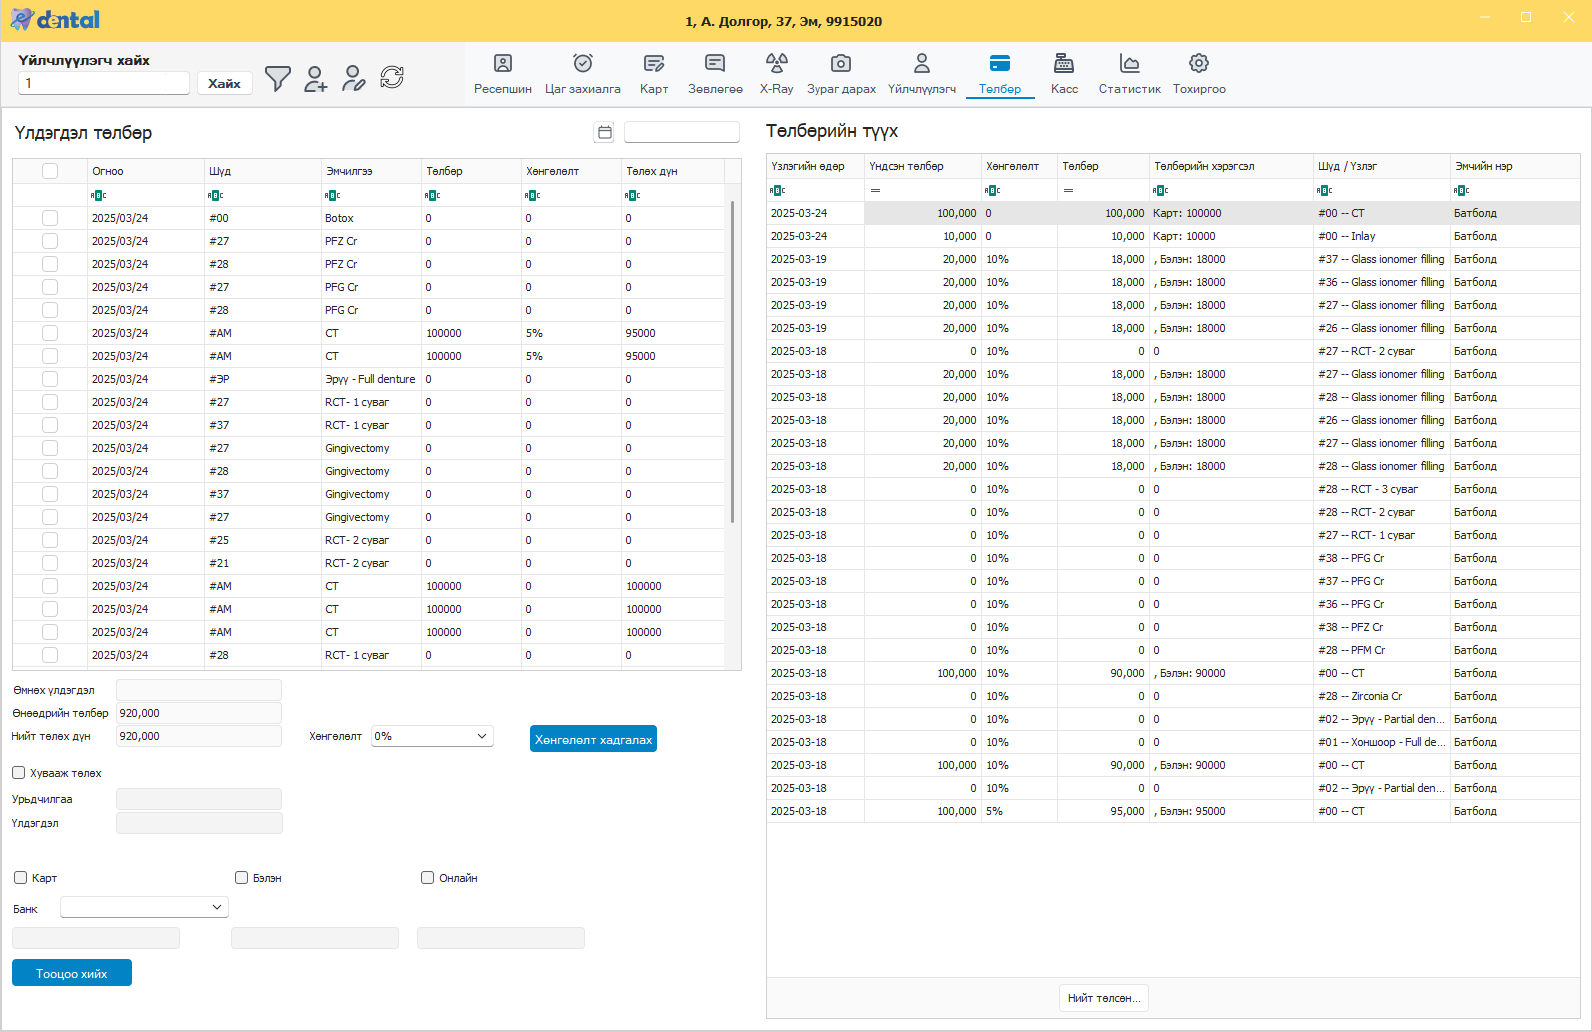 dental
1, А. Долгор, 37, Эм, 9915020
Үйлчлүүлэгч хайх
1
Хайх
Ресепшин Цаг захиалга Карт Зөвлөгөө X-Ray Зураг дарах Үйлчлүүлэгч Төлбөр Касс Статистик Тохиргоо
Үлдэгдэл төлбөр
Огноо Шүд Эмчилгээ Төлбөр Хөнгөлөлт Төлөх дүн
2025/03/24 #00 Botox 0 0 0
2025/03/24 #27 PFZ Cr 0 0 0
2025/03/24 #28 PFZ Cr 0 0 0
2025/03/24 #27 PFG Cr 0 0 0
2025/03/24 #28 PFG Cr 0 0 0
2025/03/24 #АМ CT 100000 5% 95000
2025/03/24 #АМ CT 100000 5% 95000
2025/03/24 #ЭР Эрүү - Full denture 0 0 0
2025/03/24 #27 RCT- 1 суваг 0 0 0
2025/03/24 #37 RCT- 1 суваг 0 0 0
2025/03/24 #27 Gingivectomy 0 0 0
2025/03/24 #28 Gingivectomy 0 0 0
2025/03/24 #37 Gingivectomy 0 0 0
2025/03/24 #27 Gingivectomy 0 0 0
2025/03/24 #25 RCT- 2 суваг 0 0 0
2025/03/24 #21 RCT- 2 суваг 0 0 0
2025/03/24 #АМ CT 100000 0 100000
2025/03/24 #АМ CT 100000 0 100000
2025/03/24 #АМ CT 100000 0 100000
2025/03/24 #28 RCT- 1 суваг 0 0 0
Өмнөх үлдэгдэл
Өнөөдрийн төлбөр 920,000
Нийт төлөх дүн 920,000 Хөнгөлөлт 0% Хөнгөлөлт хадгалах
Хувааж төлөх
Урьдчилгаа
Үлдэгдэл
Карт Бэлэн Онлайн
Банк
Тооцоо хийх
Төлбөрийн түүх
Үзлэгийн өдөр Үндсэн төлбөр Хөнгөлөлт Төлбөр Төлбөрийн хэрэгсэл Шүд / Үзлэг Эмчийн нэр
2025-03-24 100,000 0 100,000 Карт: 100000 #00 -- CT Батболд
2025-03-24 10,000 0 10,000 Карт: 10000 #00 -- Inlay Батболд
2025-03-19 20,000 10% 18,000 , Бэлэн: 18000 #37 -- Glass ionomer filling Батболд
2025-03-19 20,000 10% 18,000 , Бэлэн: 18000 #36 -- Glass ionomer filling Батболд
2025-03-19 20,000 10% 18,000 , Бэлэн: 18000 #27 -- Glass ionomer filling Батболд
2025-03-19 20,000 10% 18,000 , Бэлэн: 18000 #26 -- Glass ionomer filling Батболд
2025-03-18 0 10% 0 0 #27 -- RCT- 2 суваг Батболд
2025-03-18 20,000 10% 18,000 , Бэлэн: 18000 #27 -- Glass ionomer filling Батболд
2025-03-18 20,000 10% 18,000 , Бэлэн: 18000 #28 -- Glass ionomer filling Батболд
2025-03-18 20,000 10% 18,000 , Бэлэн: 18000 #26 -- Glass ionomer filling Батболд
2025-03-18 20,000 10% 18,000 , Бэлэн: 18000 #27 -- Glass ionomer filling Батболд
2025-03-18 20,000 10% 18,000 , Бэлэн: 18000 #28 -- Glass ionomer filling Батболд
2025-03-18 0 10% 0 0 #28 -- RCT - 3 суваг Батболд
2025-03-18 0 10% 0 0 #28 -- RCT- 2 суваг Батболд
2025-03-18 0 10% 0 0 #27 -- RCT- 1 суваг Батболд
2025-03-18 0 10% 0 0 #38 -- PFG Cr Батболд
2025-03-18 0 10% 0 0 #37 -- PFG Cr Батболд
2025-03-18 0 10% 0 0 #36 -- PFG Cr Батболд
2025-03-18 0 10% 0 0 #38 -- PFZ Cr Батболд
2025-03-18 0 10% 0 0 #28 -- PFM Cr Батболд
2025-03-18 100,000 10% 90,000 , Бэлэн: 90000 #00 -- CT Батболд
2025-03-18 0 10% 0 0 #28 -- Zirconia Cr Батболд
2025-03-18 0 10% 0 0 #02 -- Эрүү - Partial den... Батболд
2025-03-18 0 10% 0 0 #01 -- Хоншоор - Full de... Батболд
2025-03-18 100,000 10% 90,000 , Бэлэн: 90000 #00 -- CT Батболд
2025-03-18 0 10% 0 0 #02 -- Эрүү - Partial den... Батболд
2025-03-18 100,000 5% 95,000 , Бэлэн: 95000 #00 -- CT Батболд
Нийт төлсөн...